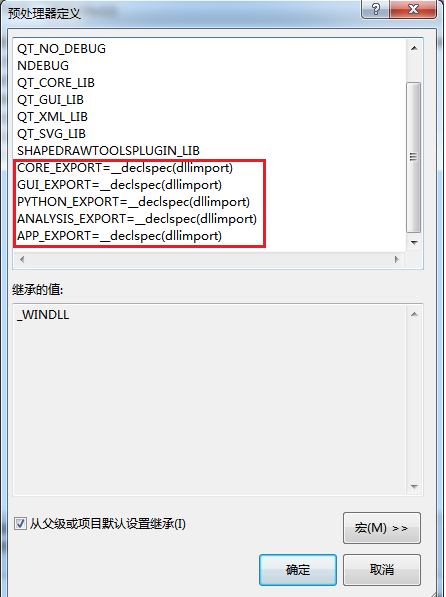 预处理器定义
QT_NO_DEBUG
NDEBUG
QT_CORE_LIB
QT_GUI_LIB
QT_XML_LIB
QT_SVG_LIB
SHAPEDRAWTOOLSPLUGIN_LIB
CORE_EXPORT=__declspec(dllimport)
GUI_EXPORT=__declspec(dllimport)
PYTHON_EXPORT=__declspec(dllimport)
ANALYSIS_EXPORT=__declspec(dllimport)
APP_EXPORT=__declspec(dllimport)
继承的值:
_WINDLL
从父级或项目默认设置继承(I)
宏(M) >>
确定 取消